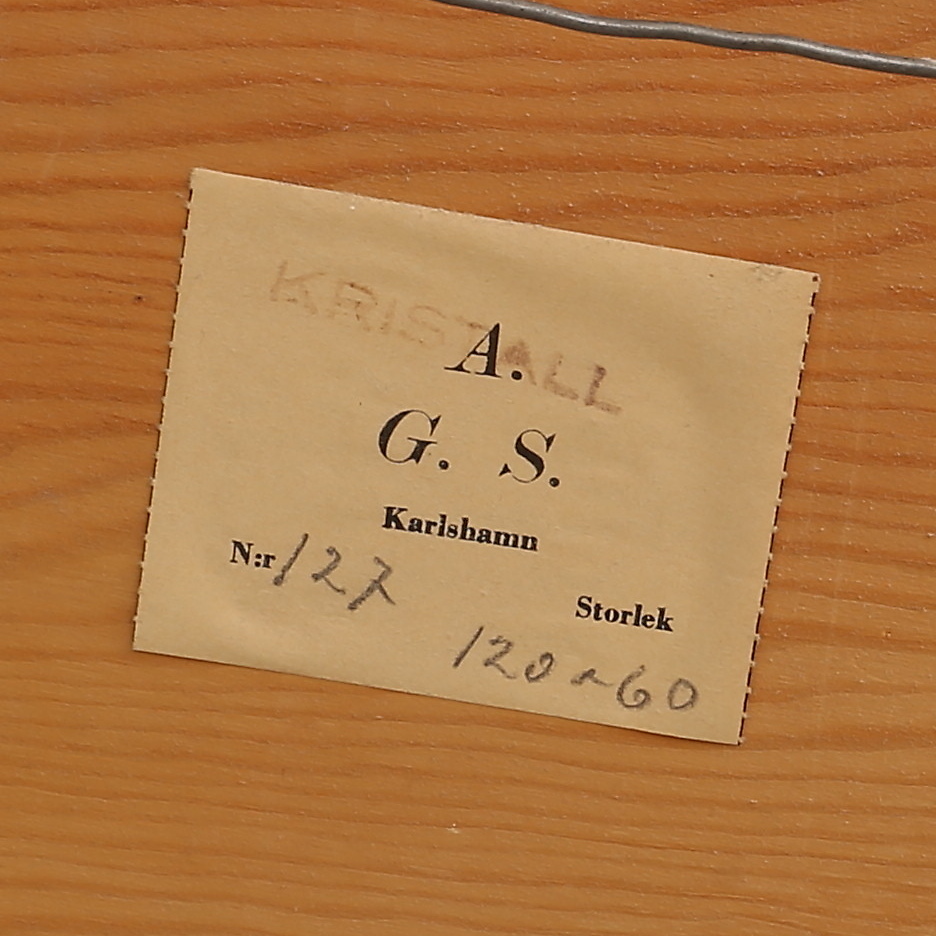 KRISTALL
A.
G. S.
Karlshamn
N:r 127
Storlek
120 - 60